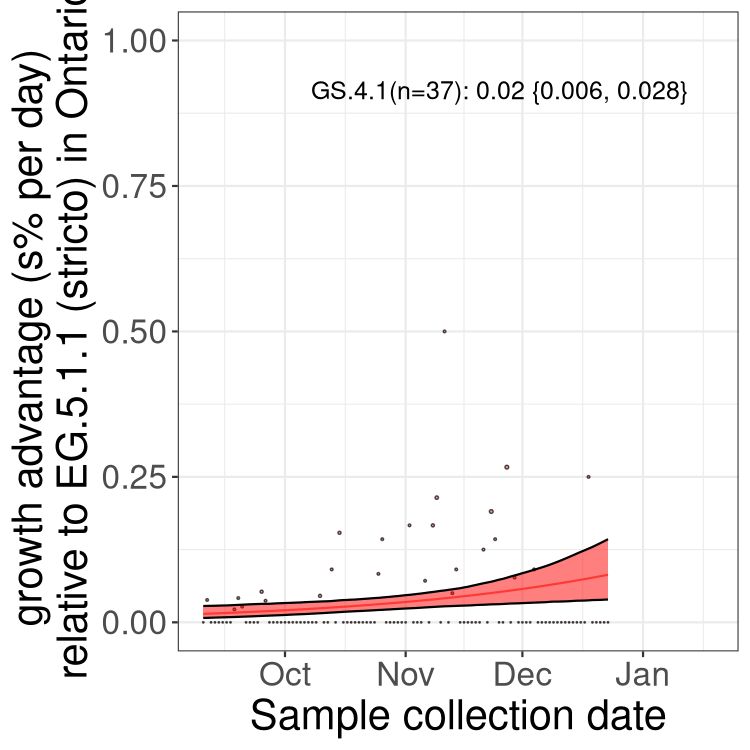 growth advantage (s% per day)
relative to EG.5.1.1 (stricto) in Ontario
1.00
0.75
0.50
0.25
0.00
GS.4.1(n=37): 0.02 {0.006, 0.028}
Oct
Nov
Dec
Jan
Sample collection date